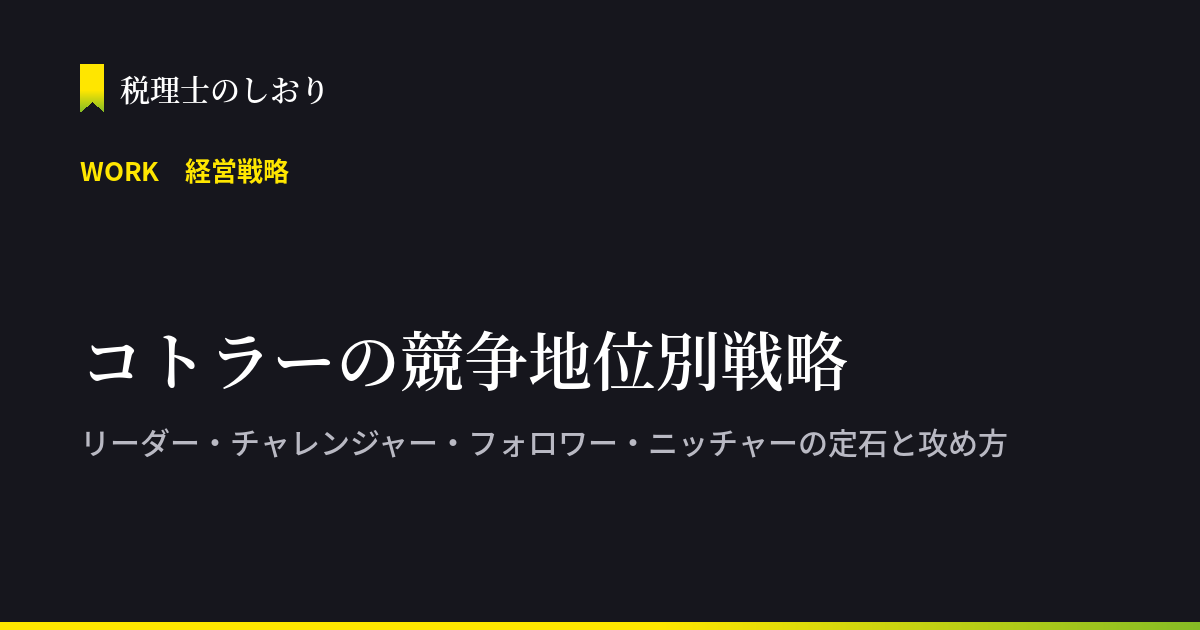 税理士のしおり
WORK　経営戦略
コトラーの競争地位別戦略
リーダー・チャレンジャー・フォロワー・ニッチャーの定石と攻め方